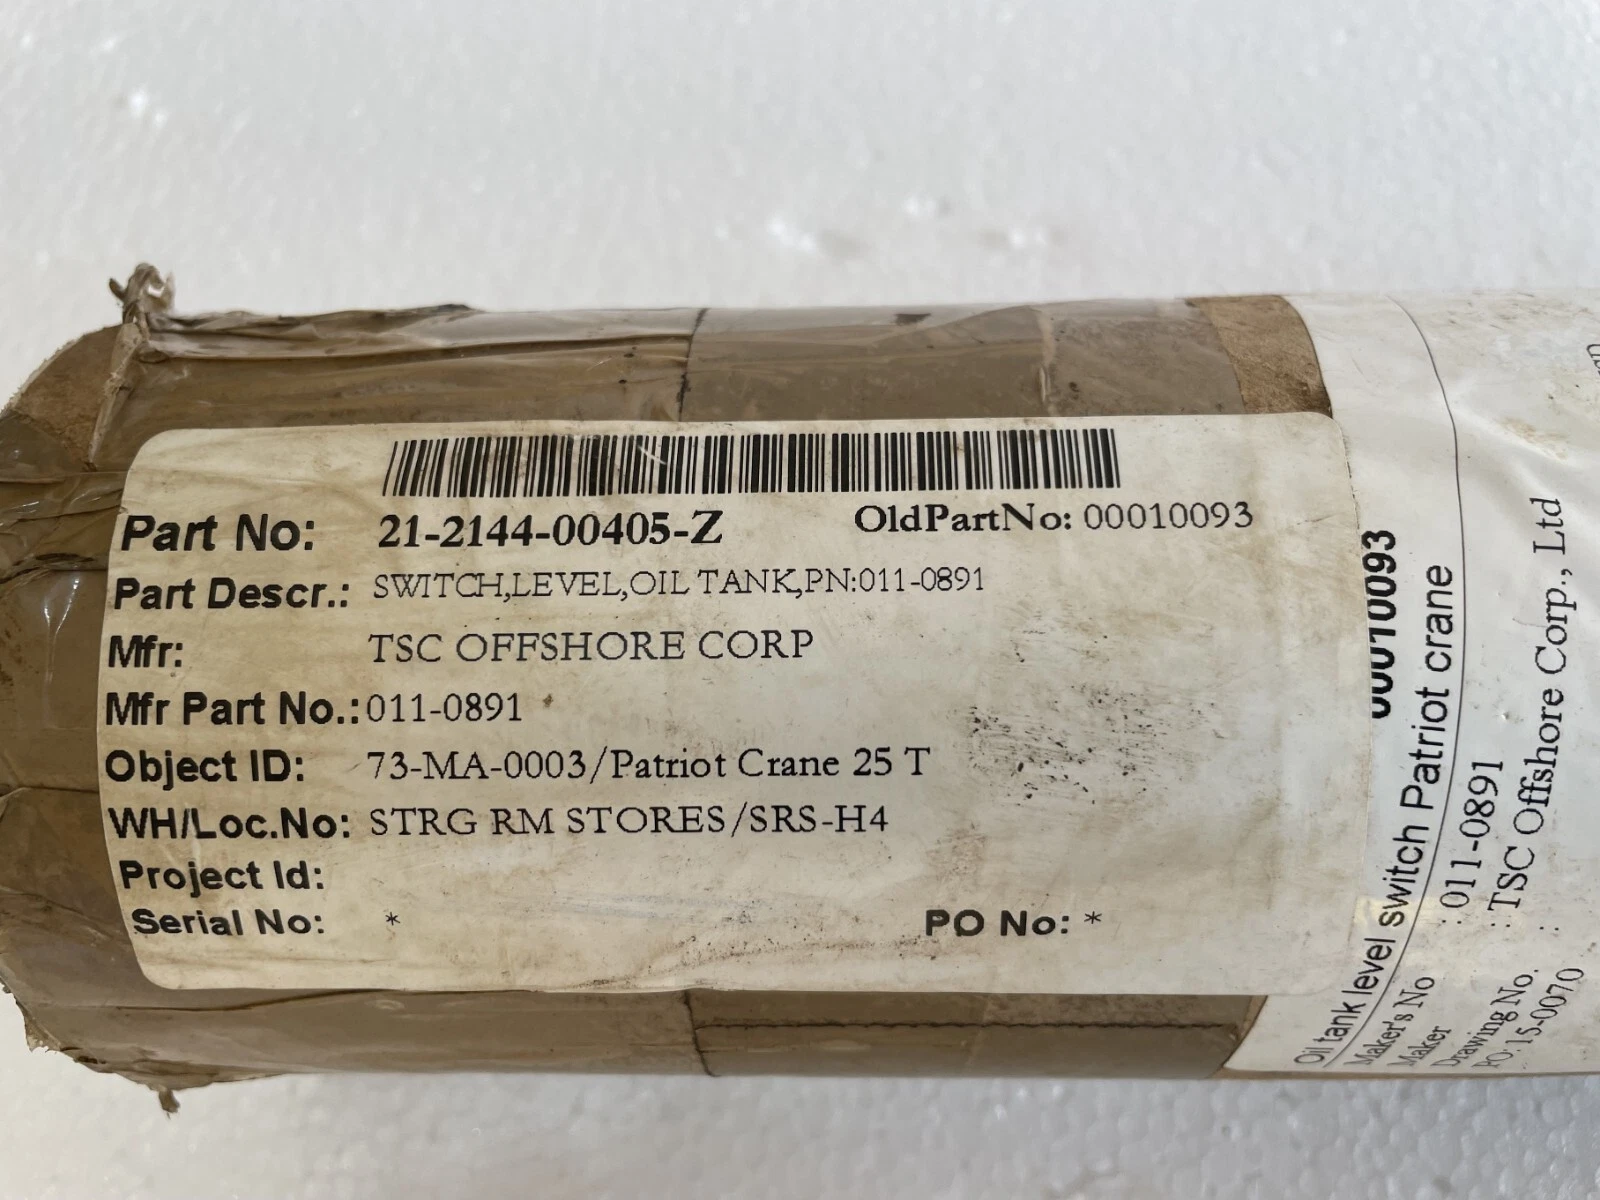 Part No: 21-2144-00405-Z OldPartNo: 00010093
Part Descr.: SWITCH,LEVEL,OIL TANK,PN:011-0891
Mfr: TSC OFFSHORE CORP
Mfr Part No.: 011-0891
Object ID: 73-MA-0003/Patriot Crane 25 T
WH/Loc.No: STRG RM STORES/SRS-H4
Project Id:
Serial No: * PO No: *
00010093
Oil tank level switch Patriot crane
Maker's No : 011-0891
Maker : TSC Offshore Corp., Ltd
Drawing No. :
PO: 15-0070